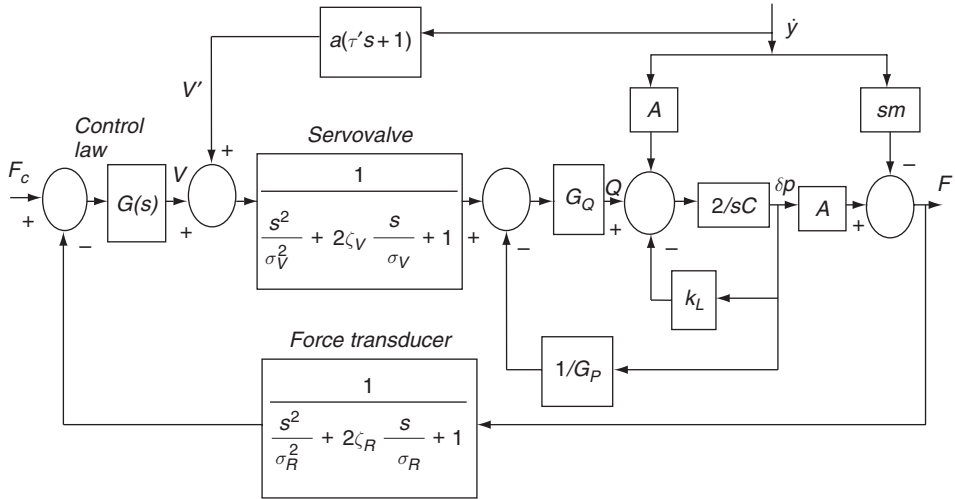 a(τ′s+1)
ẏ
V′
A
sm
Control
law
Servovalve
F_c
+
−
G(s)
V
+
+
1
s²/σ_V² + 2ζ_V s/σ_V + 1
+
−
G_Q
Q
+
−
2/sC
δp
A
+
−
F
k_L
1/G_P
Force transducer
1
s²/σ_R² + 2ζ_R s/σ_R + 1